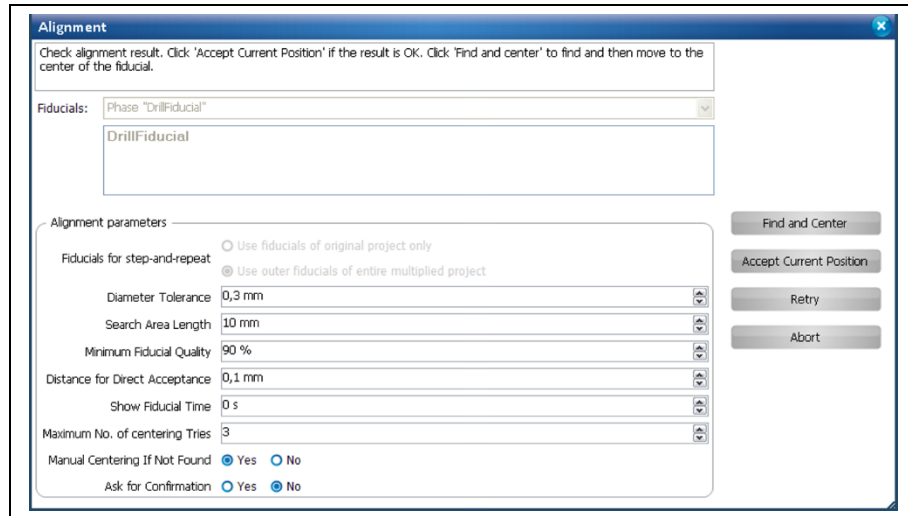 Alignment
Check alignment result. Click 'Accept Current Position' if the result is OK. Click 'Find and center' to find and then move to the
center of the fiducial.
Fiducials: Phase "DrillFiducial"
DrillFiducial
Alignment parameters
Fiducials for step-and-repeat
Use fiducials of original project only
Use outer fiducials of entire multiplied project
Diameter Tolerance 0,3 mm
Search Area Length 10 mm
Minimum Fiducial Quality 90 %
Distance for Direct Acceptance 0,1 mm
Show Fiducial Time 0 s
Maximum No. of centering Tries 3
Manual Centering If Not Found Yes No
Ask for Confirmation Yes No
Find and Center
Accept Current Position
Retry
Abort